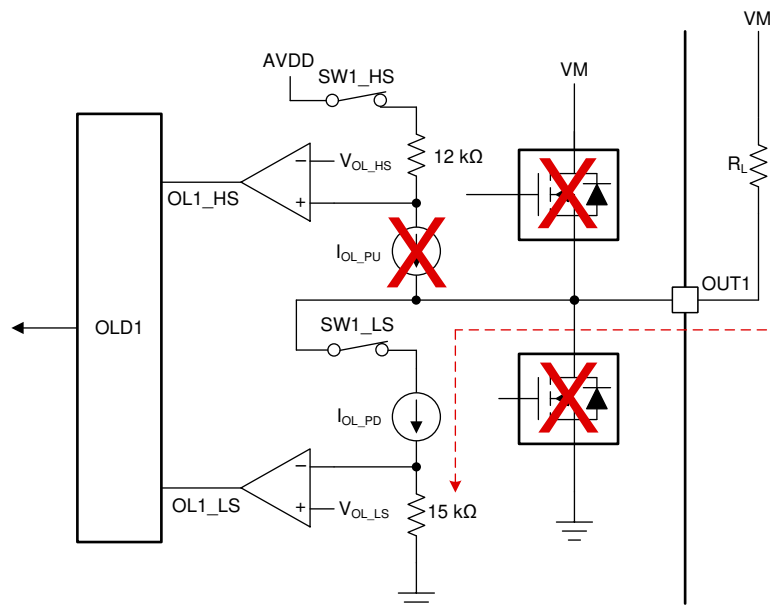 VM
AVDD
SW1_HS
VM
12 kΩ
V_OL_HS
R_L
−
+
OL1_HS
I_OL_PU
OUT1
OLD1
SW1_LS
I_OL_PD
−
+
OL1_LS
V_OL_LS
15 kΩ